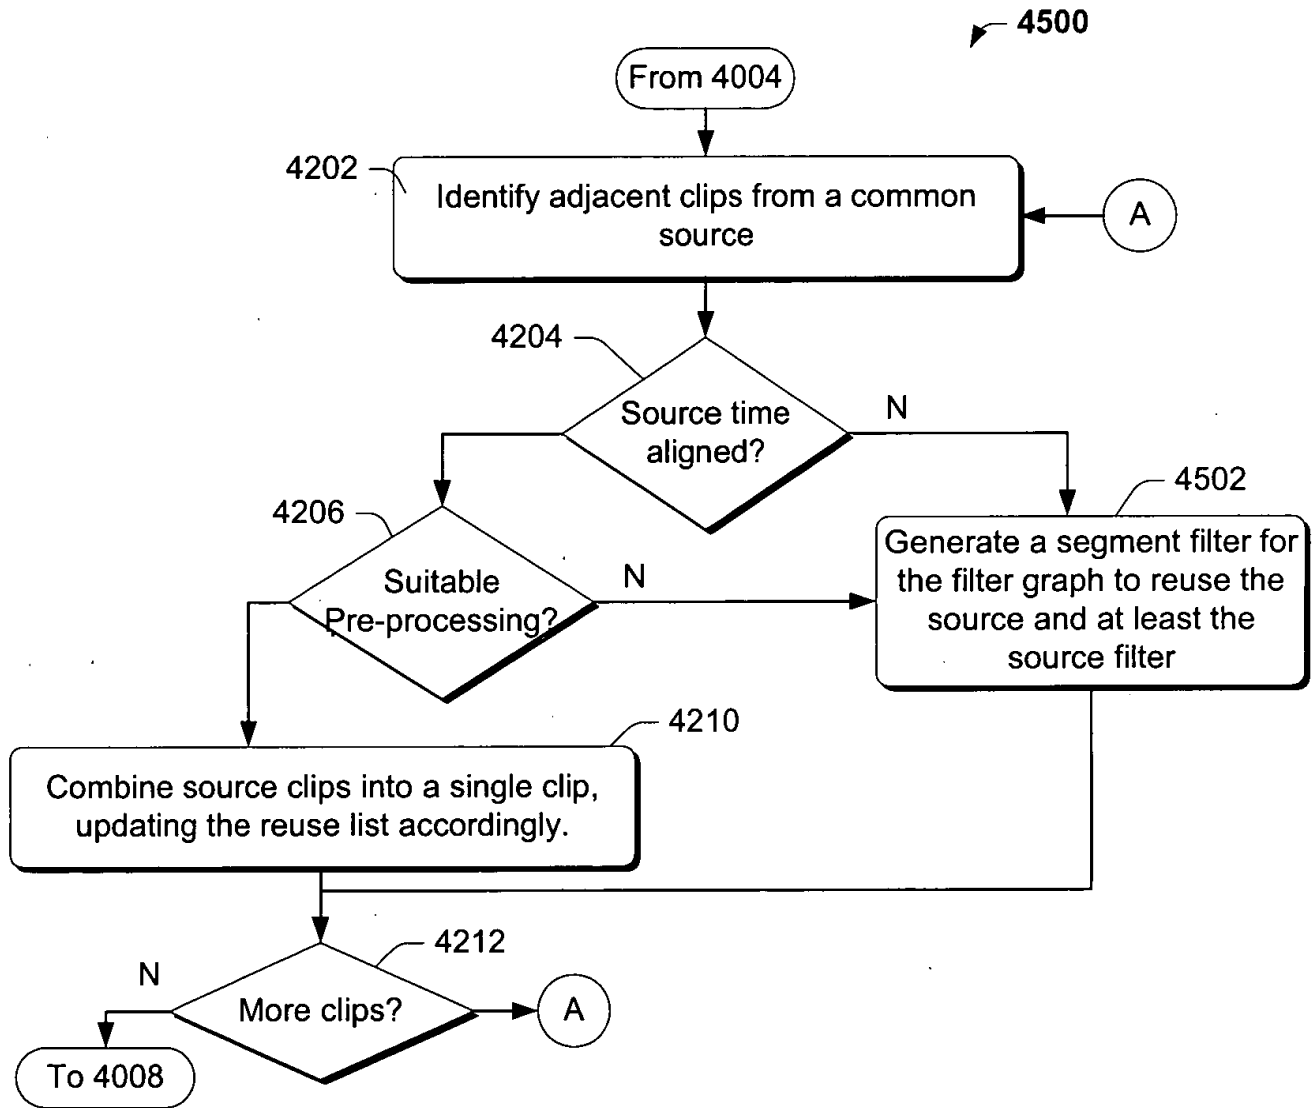 4500
From 4004
4202
Identify adjacent clips from a common
source
A
4204
Source time
aligned?
N
4206
Suitable
Pre-processing?
N
4502
Generate a segment filter for
the filter graph to reuse the
source and at least the
source filter
4210
Combine source clips into a single clip,
updating the reuse list accordingly.
4212
N
More clips?
A
To 4008